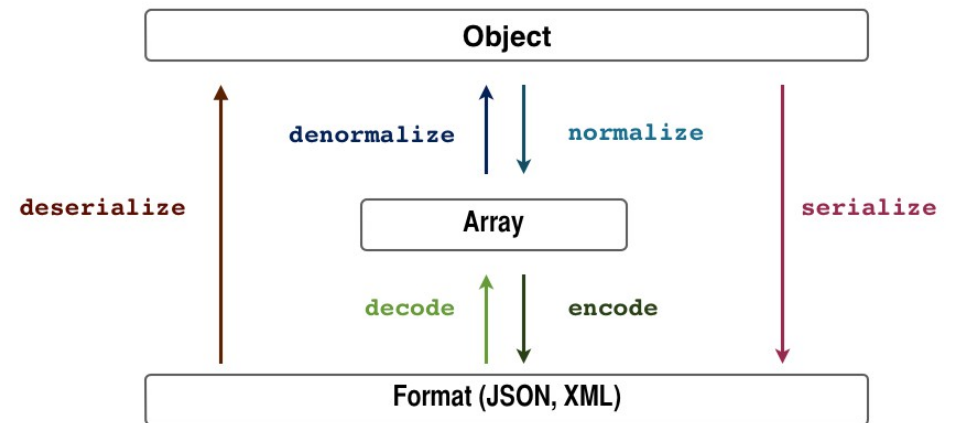 Object
denormalize
normalize
deserialize
serialize
Array
decode
encode
Format (JSON, XML)